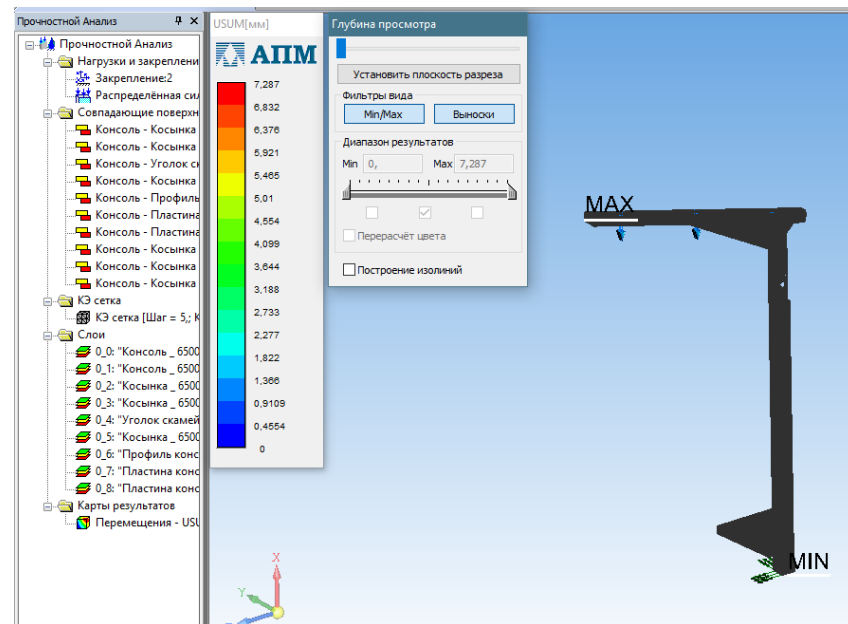 Прочностной Анализ
Прочностной Анализ
Нагрузки и закреплени
Закрепление:2
Распределённая сил
Совпадающие поверхн
Консоль - Косынка
Консоль - Косынка
Консоль - Уголок ск
Консоль - Косынка
Консоль - Профиль
Консоль - Пластина
Консоль - Пластина
Консоль - Косынка
Консоль - Косынка
Консоль - Косынка
КЭ сетка
КЭ сетка [Шаг = 5,; К
Слои
0_0: "Консоль _ 6500
0_1: "Консоль _ 6500
0_2: "Косынка _ 6500
0_3: "Косынка _ 6500
0_4: "Уголок скамей
0_5: "Косынка _ 6500
0_6: "Профиль конс
0_7: "Пластина конс
0_8: "Пластина конс
Карты результатов
Перемещения - USU
USUM[мм]
АПМ
7,287
6,832
6,376
5,921
5,465
5,01
4,554
4,099
3,644
3,188
2,733
2,277
1,822
1,366
0,9109
0,4554
0
Глубина просмотра
Установить плоскость разреза
Фильтры вида
Min/Max Выноски
Диапазон результатов
Min 0, Max 7,287
Перерасчёт цвета
Построение изолиний
MAX
MIN
X
Y